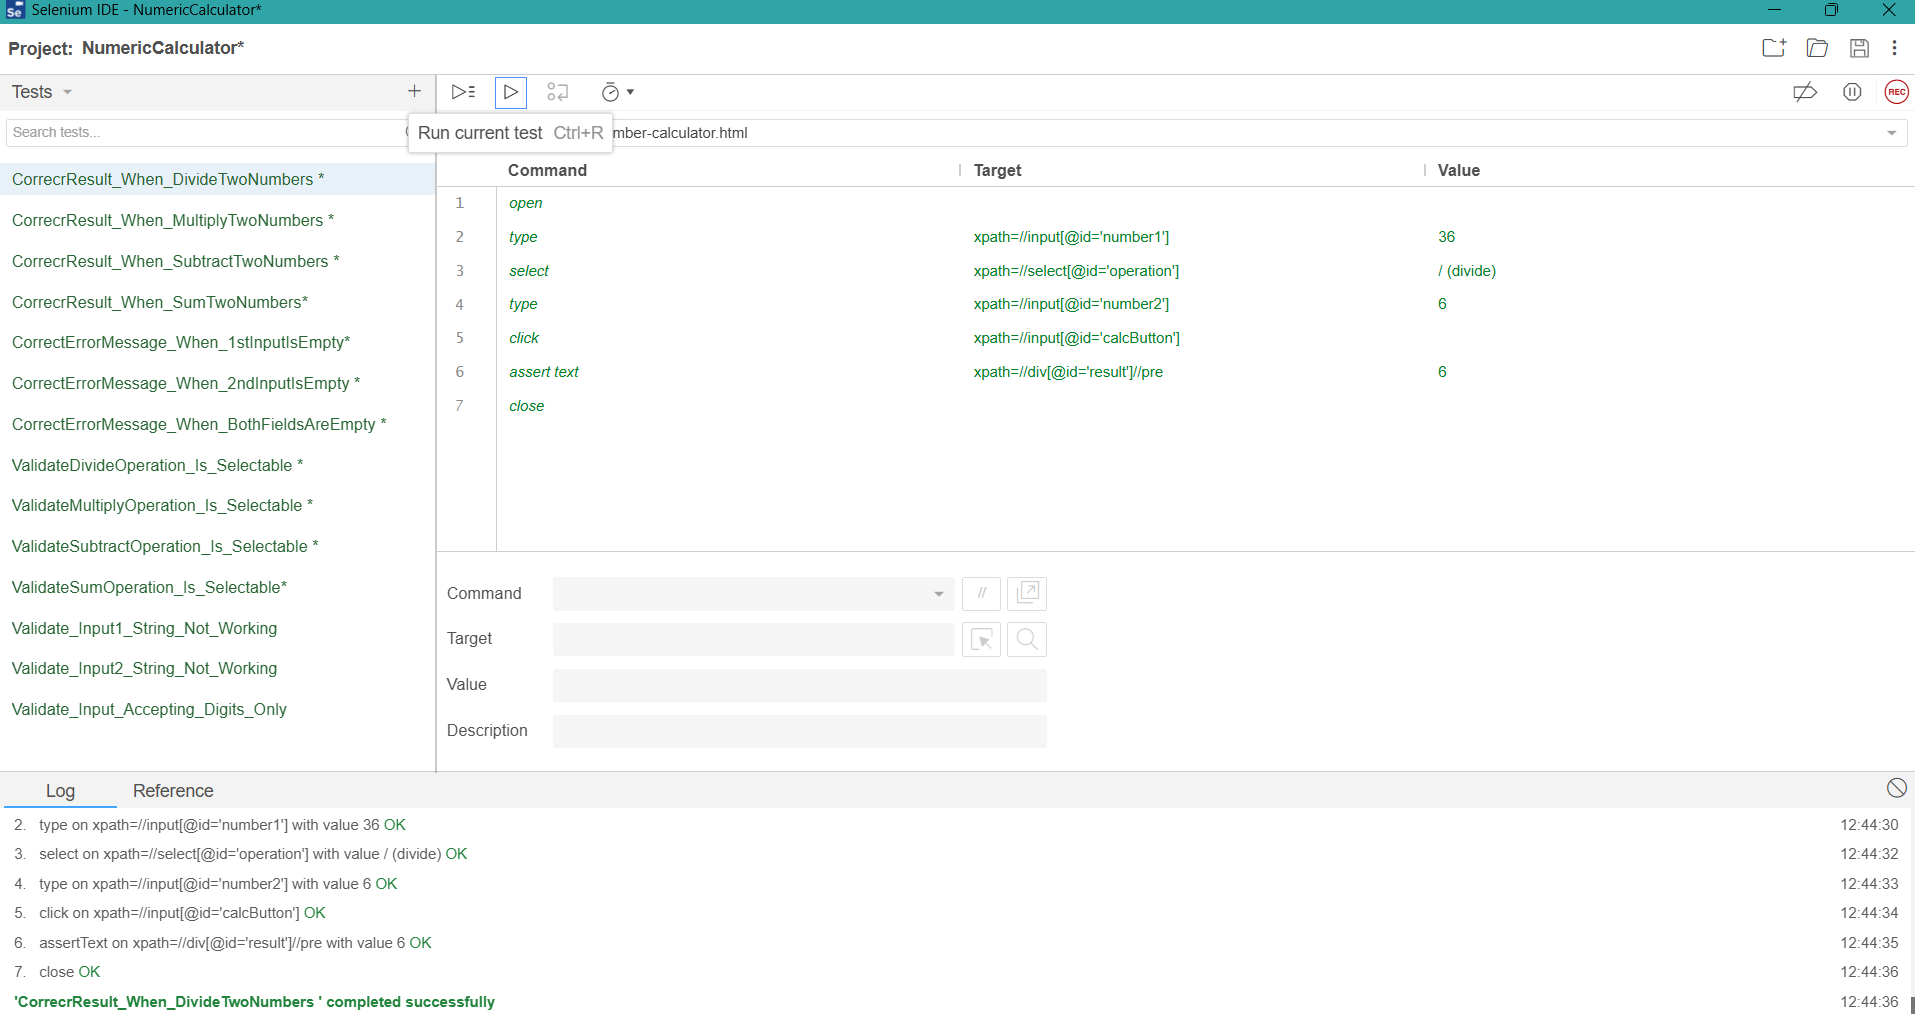 Se Selenium IDE - NumericCalculator*
Project: NumericCalculator*
Tests
REC
Search tests...
Run current test Ctrl+R
mber-calculator.html
Command Target Value
CorrecrResult_When_DivideTwoNumbers *
CorrecrResult_When_MultiplyTwoNumbers *
CorrecrResult_When_SubtractTwoNumbers *
CorrecrResult_When_SumTwoNumbers*
CorrectErrorMessage_When_1stInputIsEmpty*
CorrectErrorMessage_When_2ndInputIsEmpty *
CorrectErrorMessage_When_BothFieldsAreEmpty *
ValidateDivideOperation_Is_Selectable *
ValidateMultiplyOperation_Is_Selectable *
ValidateSubtractOperation_Is_Selectable *
ValidateSumOperation_Is_Selectable*
Validate_Input1_String_Not_Working
Validate_Input2_String_Not_Working
Validate_Input_Accepting_Digits_Only
1 open
2 type xpath=//input[@id='number1'] 36
3 select xpath=//select[@id='operation'] / (divide)
4 type xpath=//input[@id='number2'] 6
5 click xpath=//input[@id='calcButton']
6 assert text xpath=//div[@id='result']//pre 6
7 close
Command //
Target
Value
Description
Log Reference
2. type on xpath=//input[@id='number1'] with value 36 OK 12:44:30
3. select on xpath=//select[@id='operation'] with value / (divide) OK 12:44:32
4. type on xpath=//input[@id='number2'] with value 6 OK 12:44:33
5. click on xpath=//input[@id='calcButton'] OK 12:44:34
6. assertText on xpath=//div[@id='result']//pre with value 6 OK 12:44:35
7. close OK 12:44:36
'CorrecrResult_When_DivideTwoNumbers ' completed successfully 12:44:36